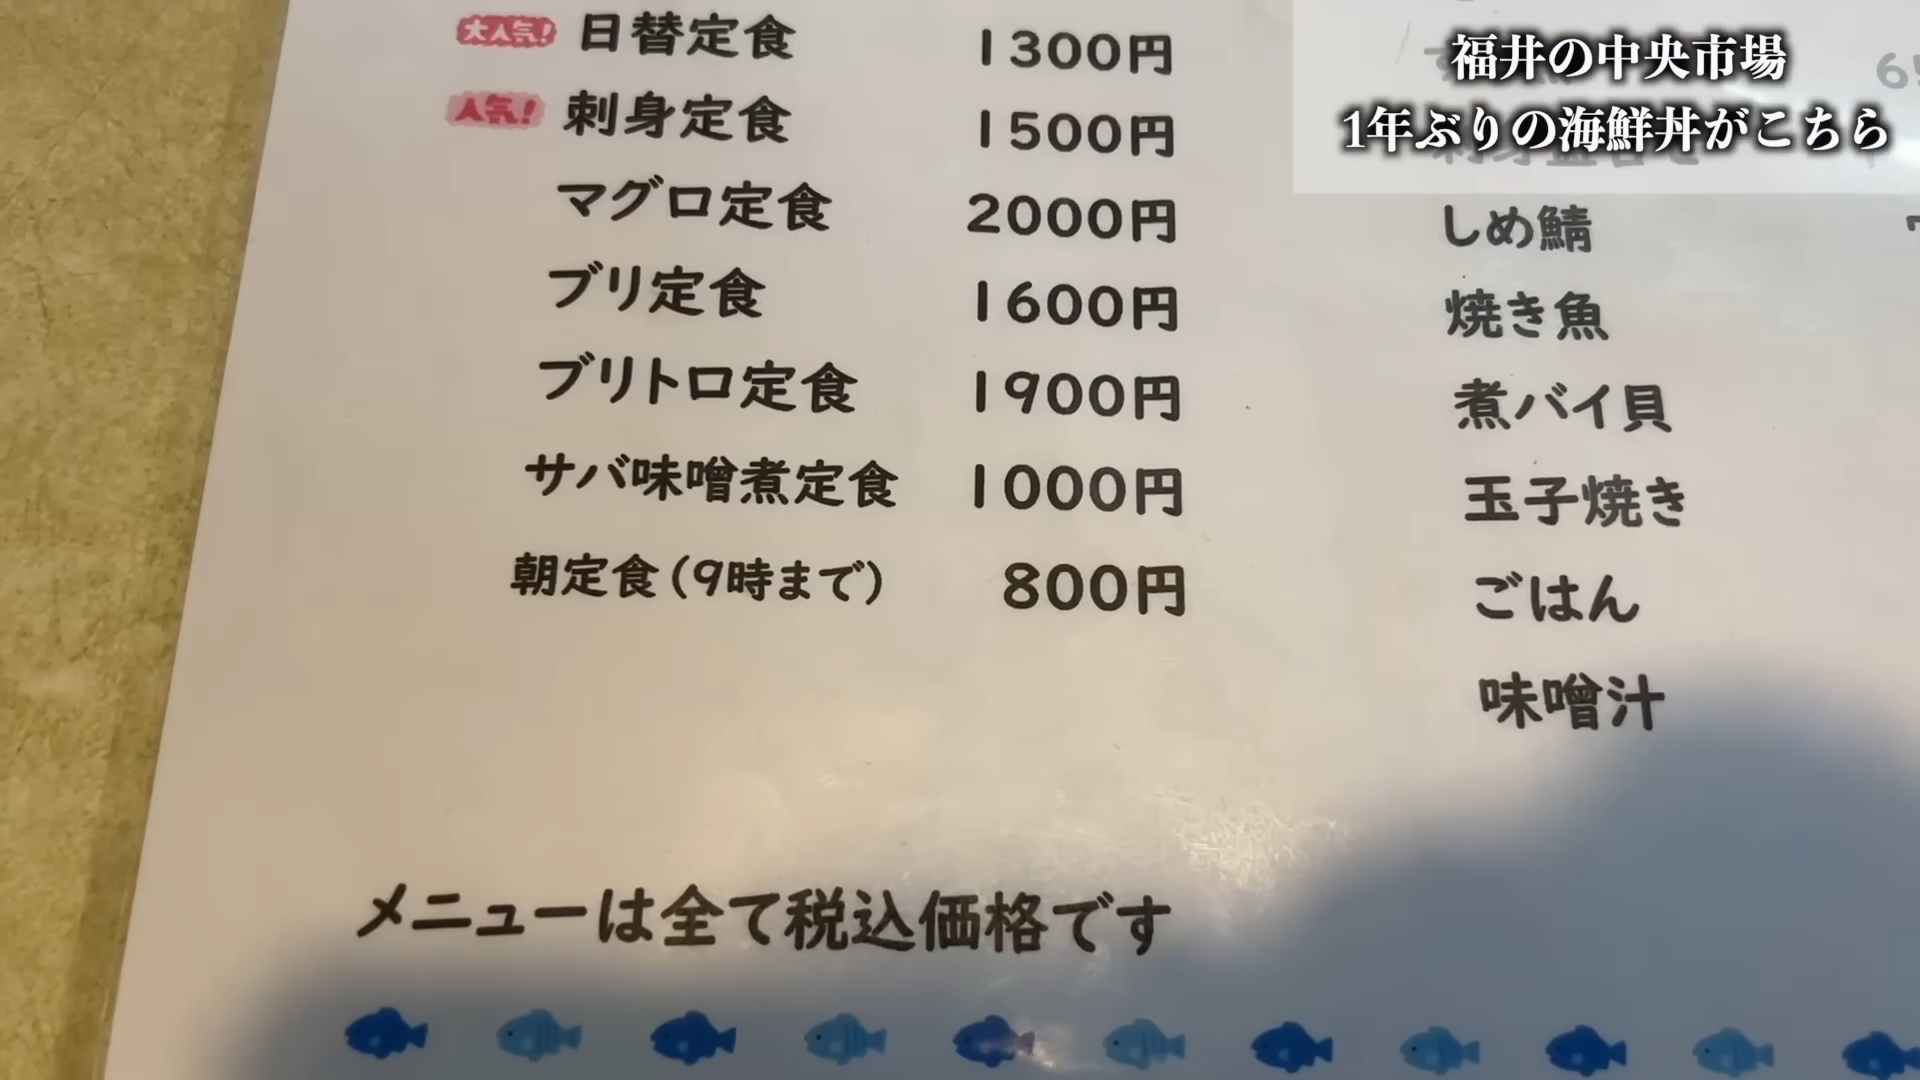 福井の中央市場
1年ぶりの海鮮丼がこちら
大人気! 日替定食 1300円
人気! 刺身定食 1500円
マグロ定食 2000円
ブリ定食 1600円
ブリトロ定食 1900円
サバ味噌煮定食 1000円
朝定食(9時まで) 800円
しめ鯖
焼き魚
煮バイ貝
玉子焼き
ごはん
味噌汁
メニューは全て税込価格です